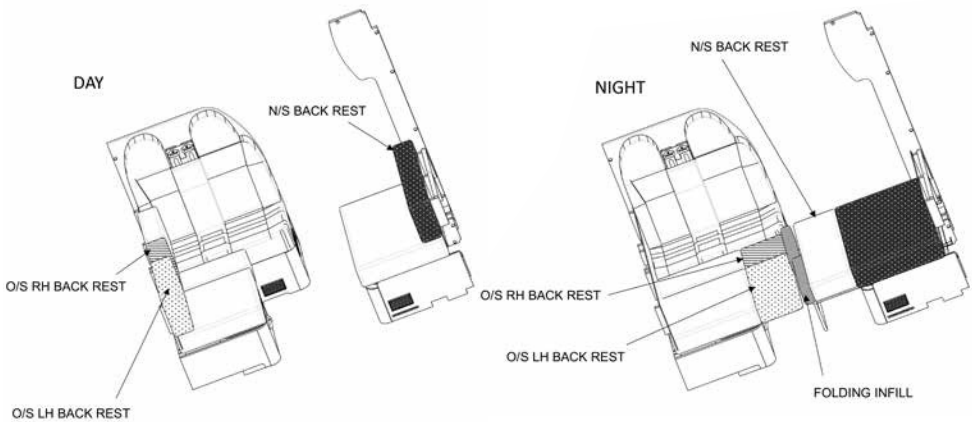 DAY
N/S BACK REST
O/S RH BACK REST
O/S LH BACK REST
NIGHT
N/S BACK REST
O/S RH BACK REST
O/S LH BACK REST
FOLDING INFILL